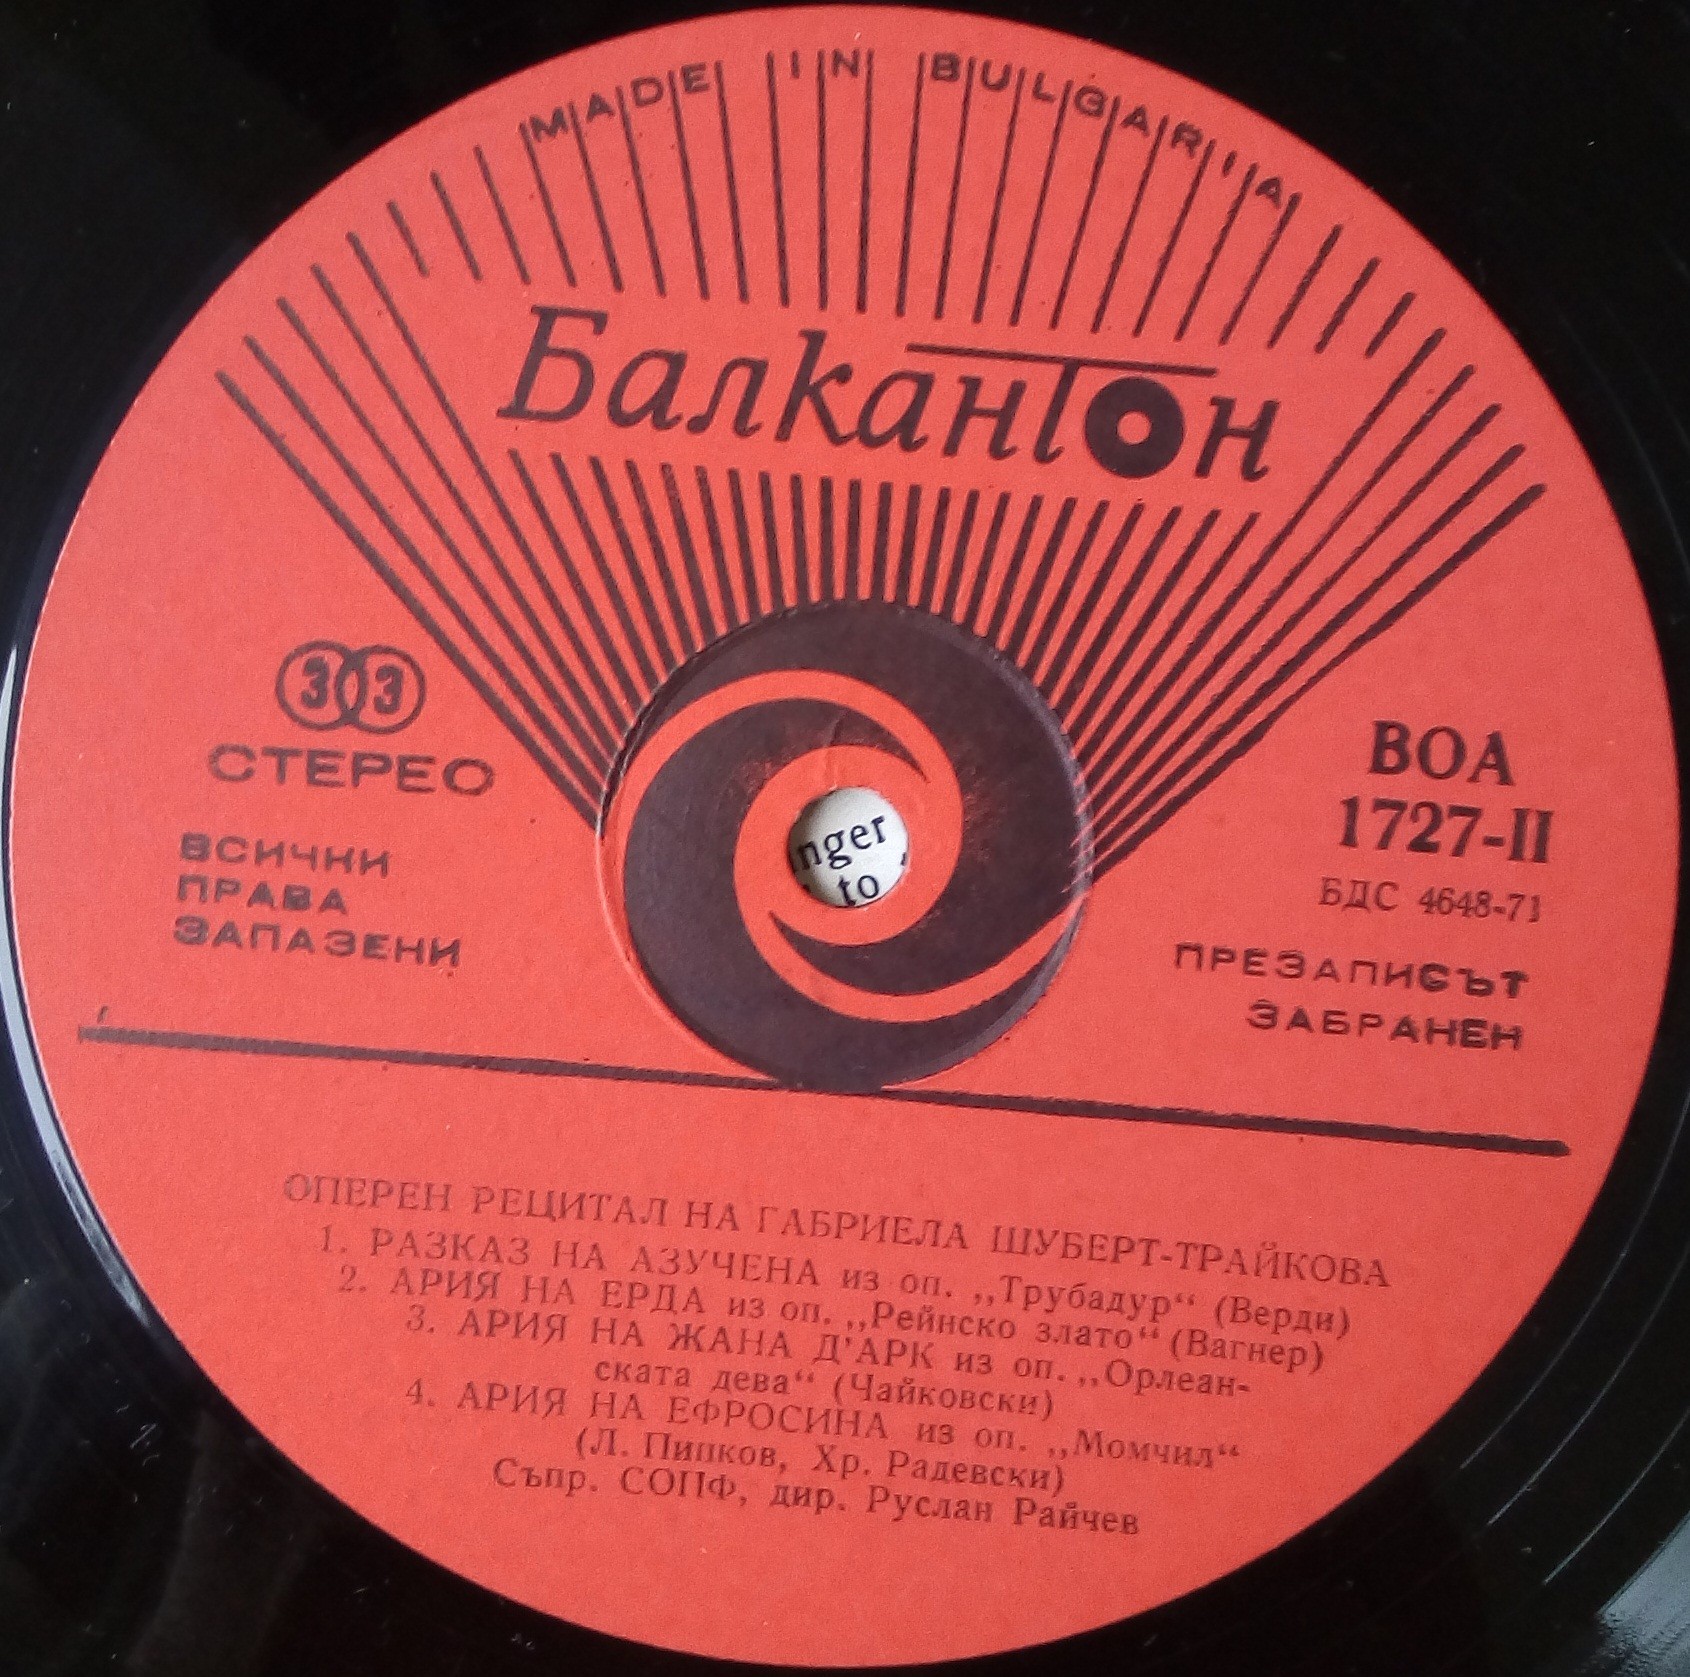 MADE IN BULGARIA
Балкантон
33
СТЕРЕО
ВСИЧКИ
ПРАВА
ЗАПАЗЕНИ
ВОА
1727-II
БДС 4648-71
ПРЕЗАПИСЪТ
ЗАБРАНЕН
nger
to
ОПЕРЕН РЕЦИТАЛ НА ГАБРИЕЛА ШУБЕРТ-ТРАЙКОВА
1. РАЗКАЗ НА АЗУЧЕНА из оп. „Трубадур“ (Верди)
2. АРИЯ НА ЕРДА из оп. „Рейнско злато“ (Вагнер)
3. АРИЯ НА ЖАНА Д'АРК из оп. „Орлеан-
ската дева“ (Чайковски)
4. АРИЯ НА ЕФРОСИНА из оп. „Момчил“
(Л. Пипков, Хр. Радевски)
Съпр. СОПФ, дир. Руслан Райчев